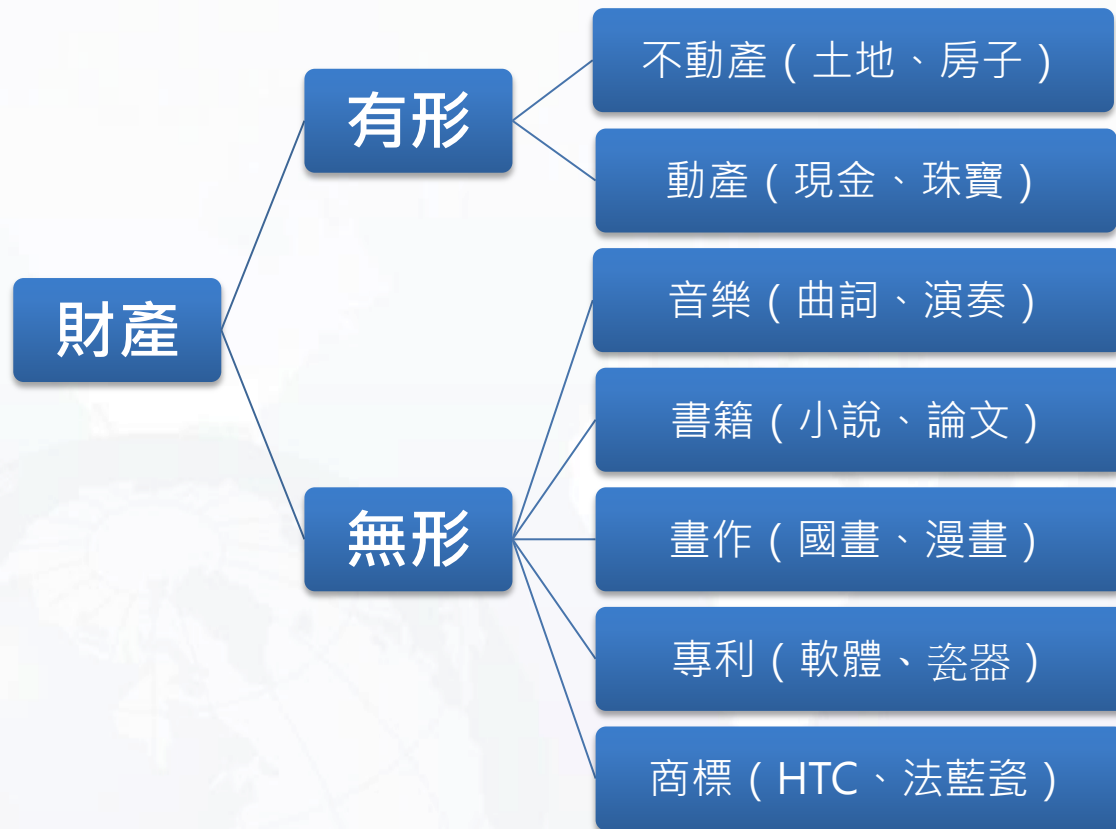 財產
有形
不動產（土地、房子）
動產（現金、珠寶）
無形
音樂（曲詞、演奏）
書籍（小說、論文）
畫作（國畫、漫畫）
專利（軟體、瓷器）
商標（HTC、法藍瓷）